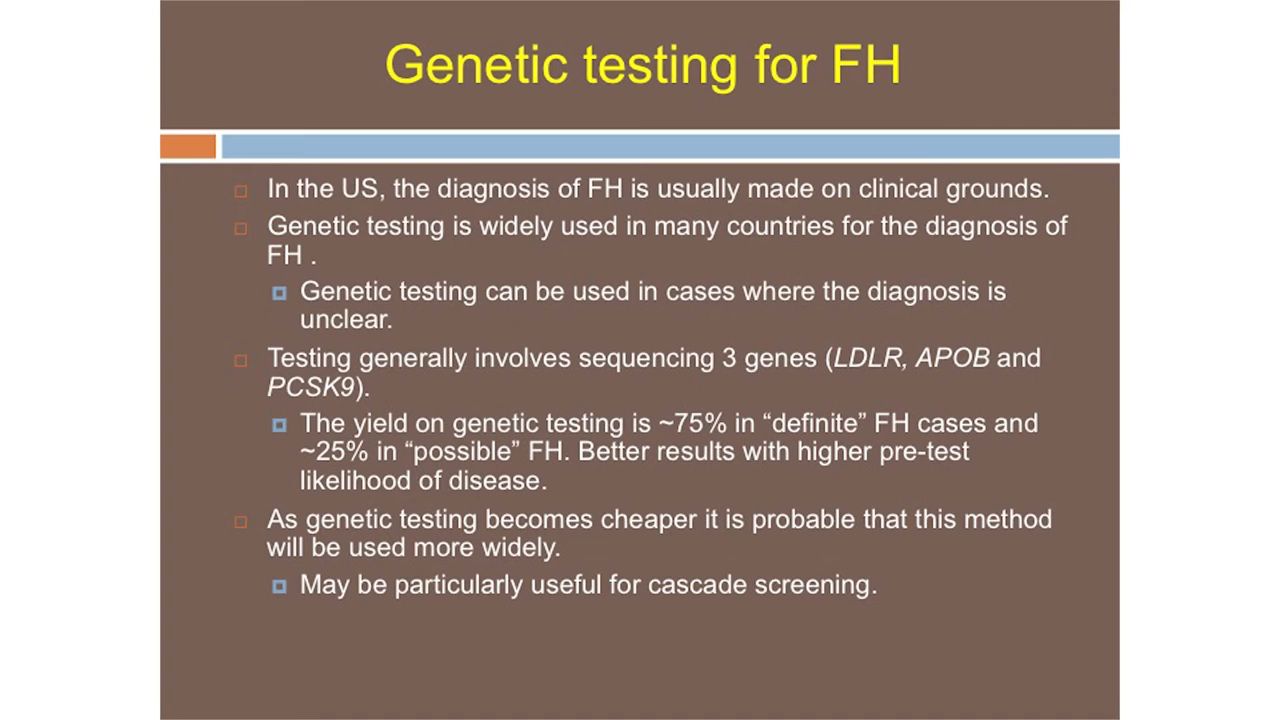 Genetic testing for FH
In the US, the diagnosis of FH is usually made on clinical grounds.
Genetic testing is widely used in many countries for the diagnosis of
FH .
Genetic testing can be used in cases where the diagnosis is
unclear.
Testing generally involves sequencing 3 genes (LDLR, APOB and
PCSK9).
The yield on genetic testing is ~75% in “definite” FH cases and
~25% in “possible” FH. Better results with higher pre-test
likelihood of disease.
As genetic testing becomes cheaper it is probable that this method
will be used more widely.
May be particularly useful for cascade screening.